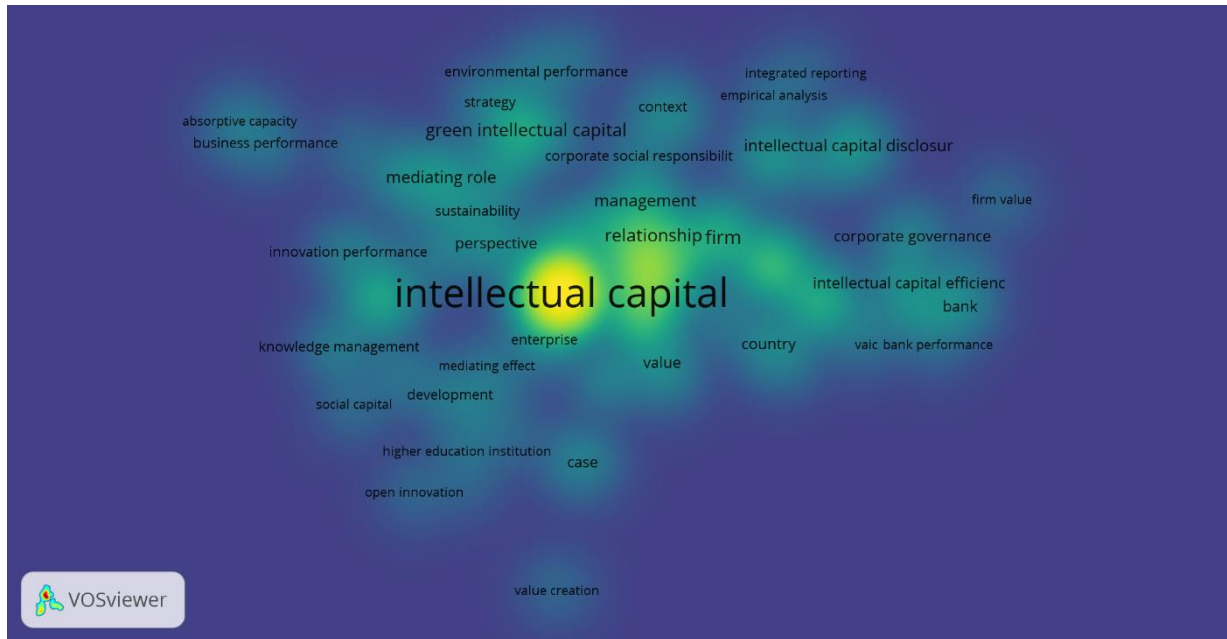 environmental performance
integrated reporting
empirical analysis
strategy
context
absorptive capacity
green intellectual capital
business performance
corporate social responsibilit
intellectual capital disclosur
mediating role
management
firm value
sustainability
relationship
firm
corporate governance
perspective
innovation performance
intellectual capital
intellectual capital efficienc
bank
enterprise
country
vaic
bank performance
knowledge management
mediating effect
value
development
social capital
higher education institution
case
open innovation
value creation
VOSviewer